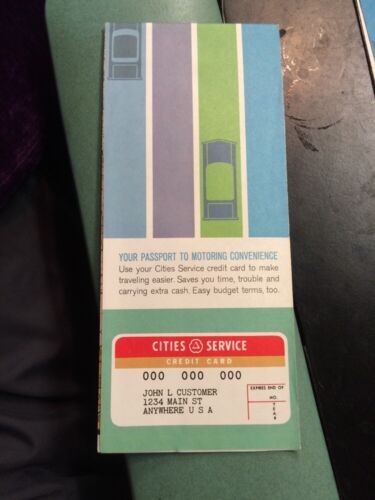 YOUR PASSPORT TO MOTORING CONVENIENCE
Use your Cities Service credit card to make
traveling easier. Saves you time, trouble and
carrying extra cash. Easy budget terms, too.
CITIES SERVICE
CREDIT CARD
000 000 000
JOHN L CUSTOMER
1234 MAIN ST
ANYWHERE U S A
EXPIRES END OF
MO.
YEAR